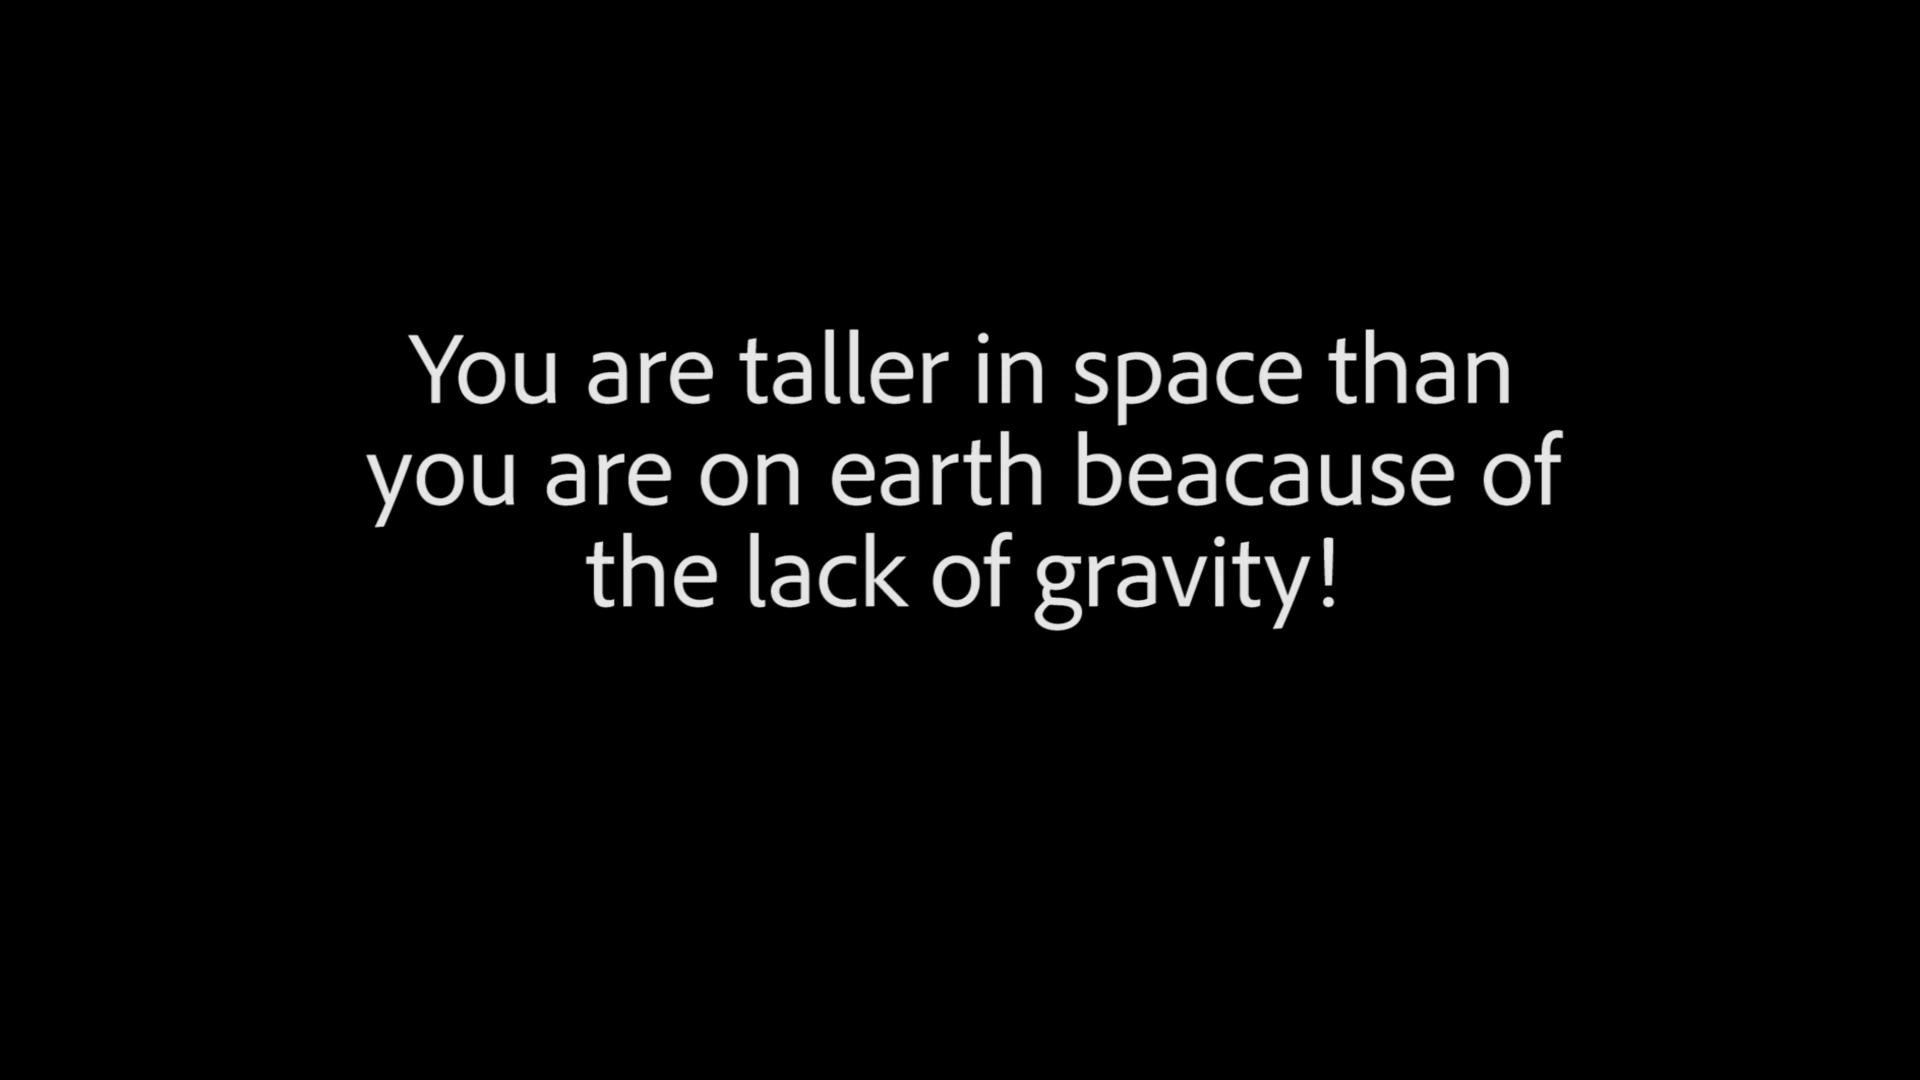 You are taller in space than
you are on earth beacause of
the lack of gravity!